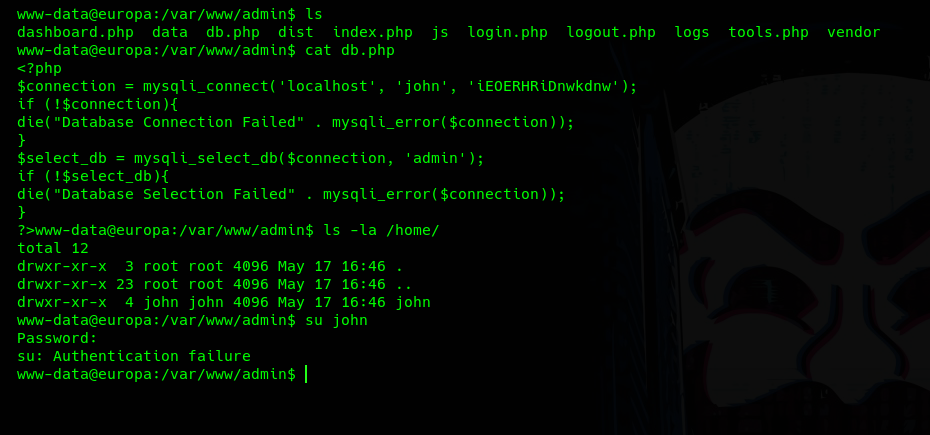 www-data@europa:/var/www/admin$ ls
dashboard.php  data  db.php  dist  index.php  js  login.php  logout.php  logs  tools.php  vendor
www-data@europa:/var/www/admin$ cat db.php
<?php
$connection = mysqli_connect('localhost', 'john', 'iEOERHRiDnwkdnw');
if (!$connection){
die("Database Connection Failed" . mysqli_error($connection));
}
$select_db = mysqli_select_db($connection, 'admin');
if (!$select_db){
die("Database Selection Failed" . mysqli_error($connection));
}
?>www-data@europa:/var/www/admin$ ls -la /home/
total 12
drwxr-xr-x  3 root root 4096 May 17 16:46 .
drwxr-xr-x 23 root root 4096 May 17 16:46 ..
drwxr-xr-x  4 john john 4096 May 17 16:46 john
www-data@europa:/var/www/admin$ su john
Password:
su: Authentication failure
www-data@europa:/var/www/admin$